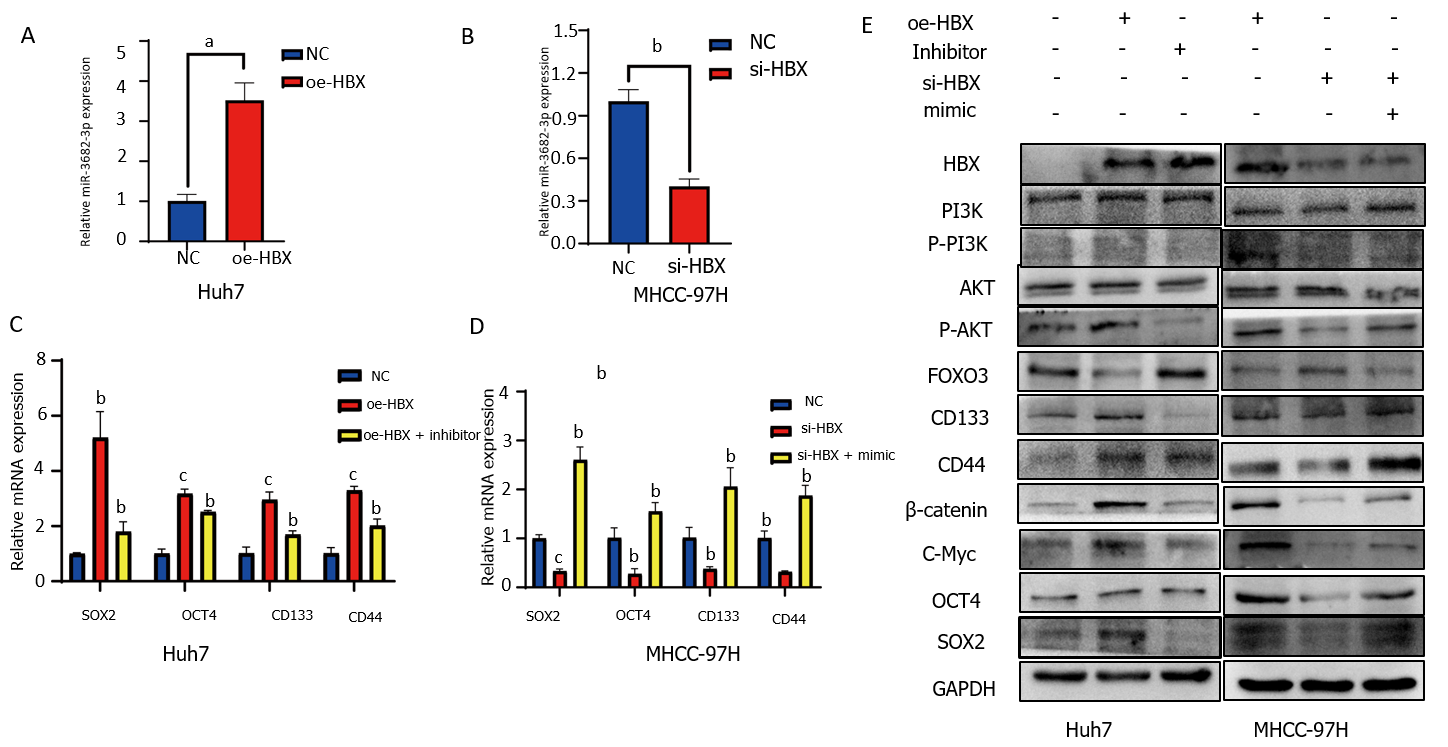 A
Relative miR-3682-3p expression
5
4
3
2
1
0
a
NC
oe-HBX
NC
oe-HBX
Huh7
B
Relative miR-3682-3p expression
1.5
1.2
0.9
0.6
0.3
0.0
b
NC
si-HBX
NC
si-HBX
MHCC-97H
C
Relative mRNA expression
8
6
4
2
0
b
b
c
b
c
b
c
b
NC
oe-HBX
oe-HBX + inhibitor
SOX2
OCT4
CD133
CD44
Huh7
D
b
Relative mRNA expression
4
3
2
1
0
c
b
b
b
b
b
b
b
NC
si-HBX
si-HBX + mimic
SOX2
OCT4
CD133
CD44
MHCC-97H
E
oe-HBX - + - + - -
Inhibitor - - + - - -
si-HBX - - - - + +
mimic - - - - - +
HBX
PI3K
P-PI3K
AKT
P-AKT
FOXO3
CD133
CD44
β-catenin
C-Myc
OCT4
SOX2
GAPDH
Huh7
MHCC-97H